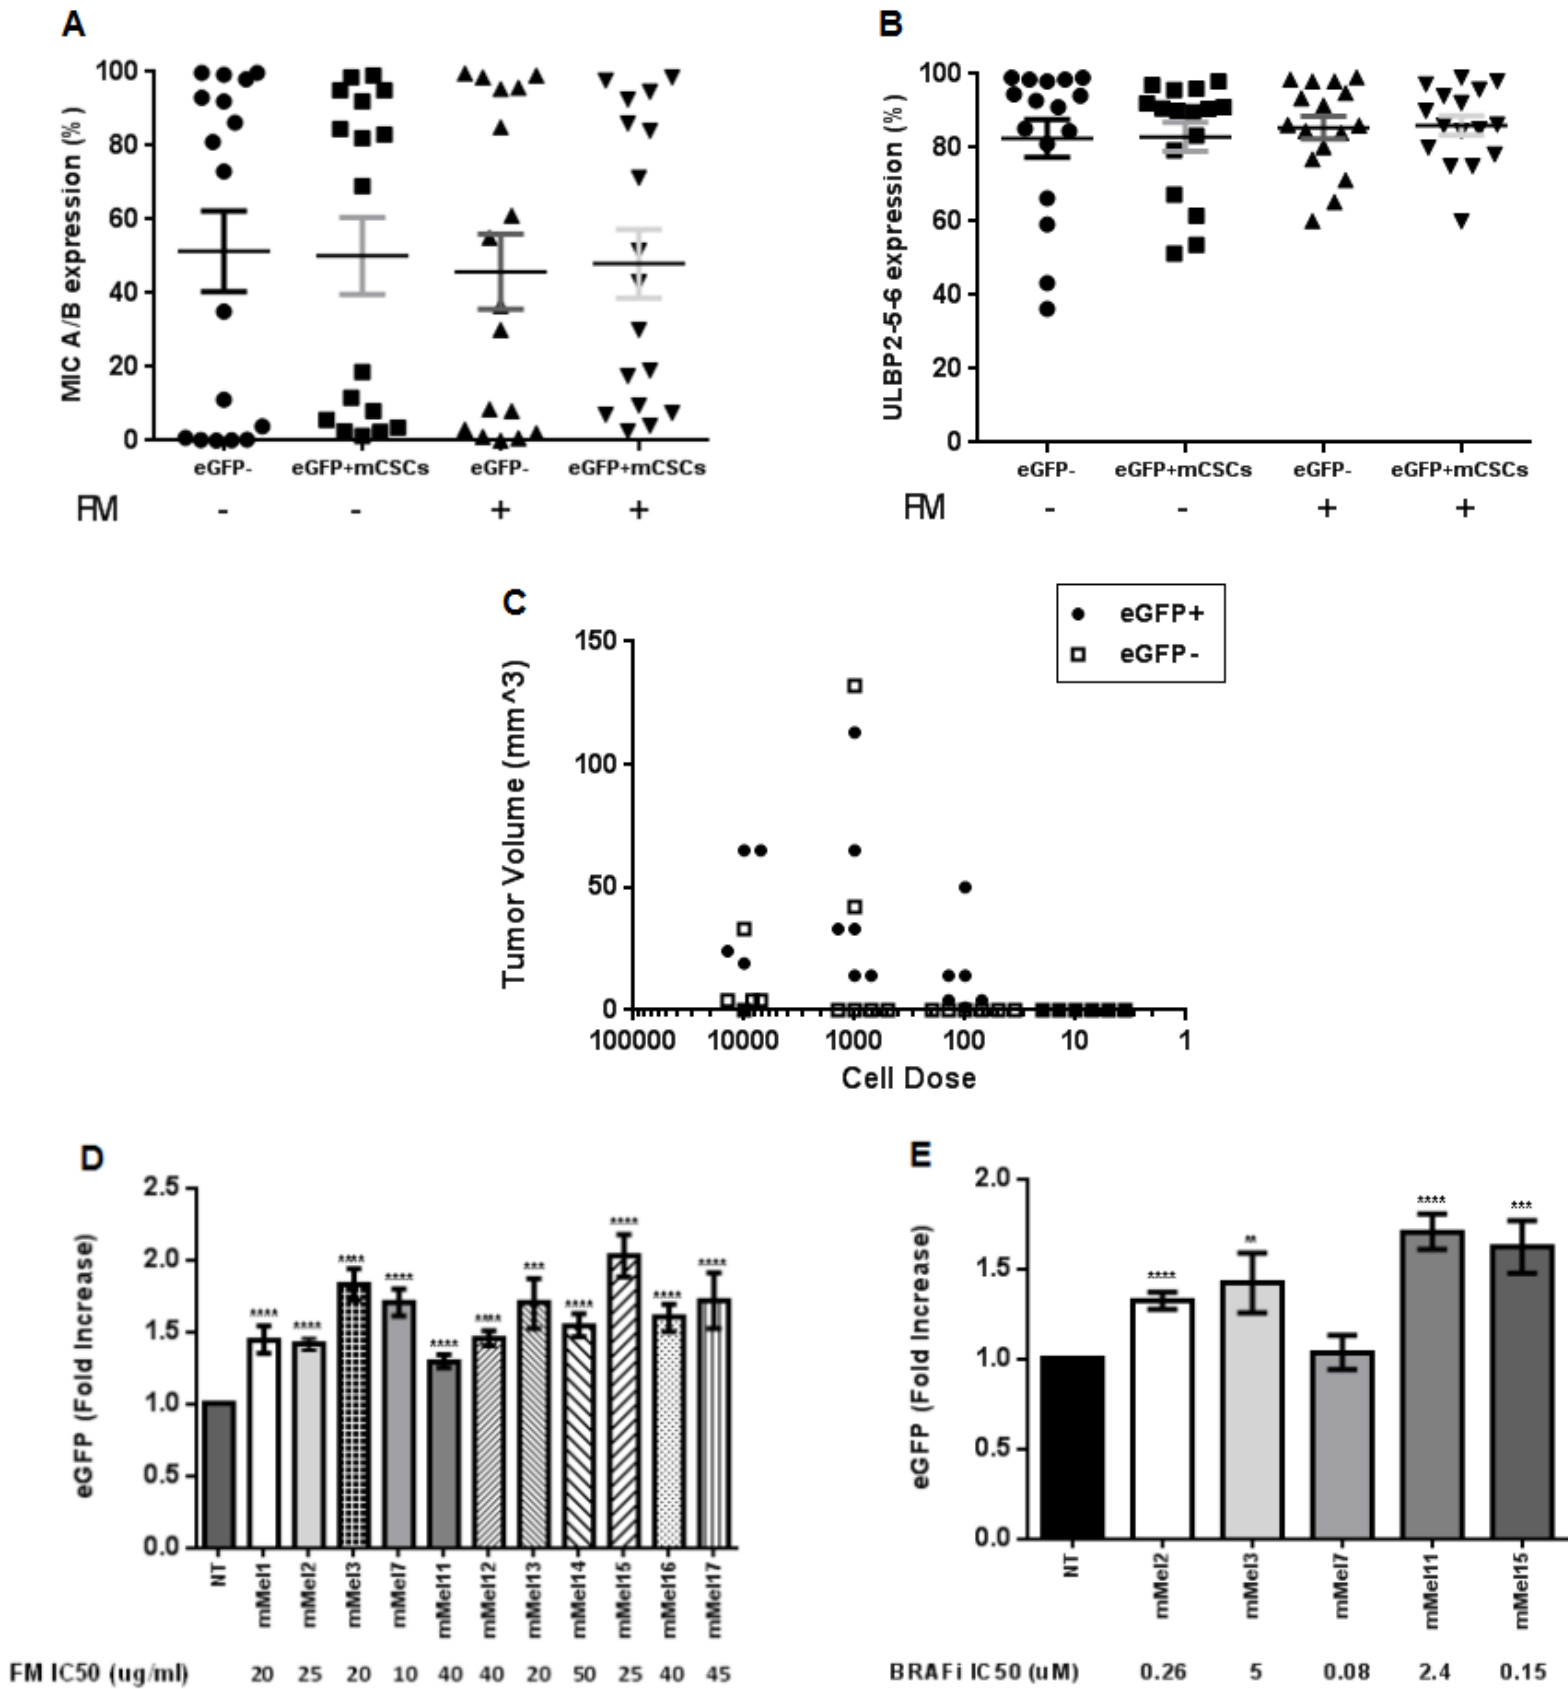 A
MIC A/B expression (%)
100
80
60
40
20
0
eGFP- eGFP+mCSCs eGFP- eGFP+mCSCs
FM - - + +
B
ULBP2-5-6 expression (%)
100
80
60
40
20
0
eGFP- eGFP+mCSCs eGFP- eGFP+mCSCs
FM - - + +
C
eGFP+
eGFP-
Tumor Volume (mm^3)
150
100
50
0
100000 10000 1000 100 10 1
Cell Dose
D
eGFP (Fold Increase)
2.5
2.0
1.5
1.0
0.5
0.0
**** **** **** **** **** **** *** **** **** **** ****
NT mMel1 mMel2 mMel3 mMel7 mMel11 mMel12 mMel13 mMel14 mMel15 mMel16 mMel17
FM IC50 (ug/ml) 20 25 20 10 40 40 20 50 25 40 45
E
eGFP (Fold Increase)
2.0
1.5
1.0
0.5
0.0
**** ** **** ***
NT mMel2 mMel3 mMel7 mMel11 mMel15
BRAFi IC50 (uM) 0.26 5 0.08 2.4 0.15